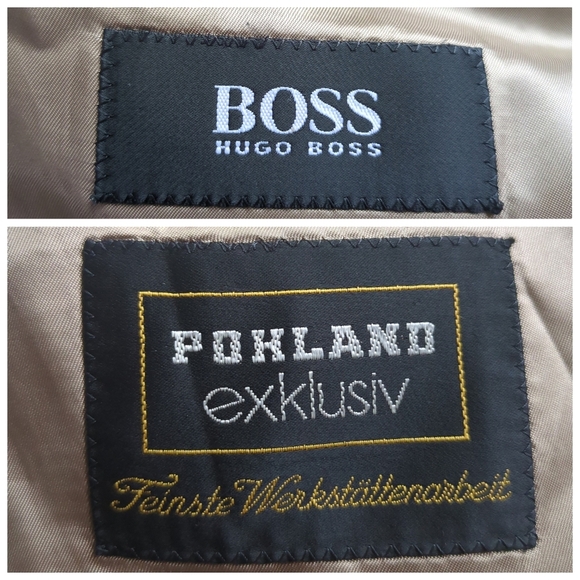 BOSS
HUGO BOSS
POHLAND
exklusiv
Feinste Werkstättenarbeit